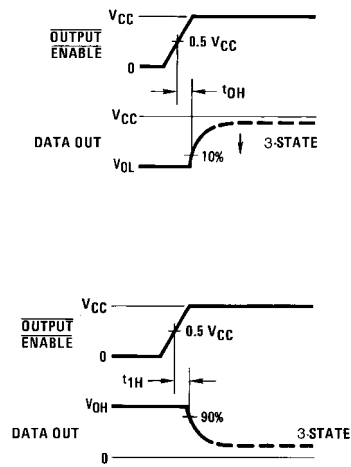 VCC
OUTPUT
ENABLE
0.5 VCC
0
t0H
VCC
DATA OUT
3-STATE
VOL
10%
VCC
OUTPUT
ENABLE
0.5 VCC
0
t1H
VOH
90%
DATA OUT
3-STATE
0